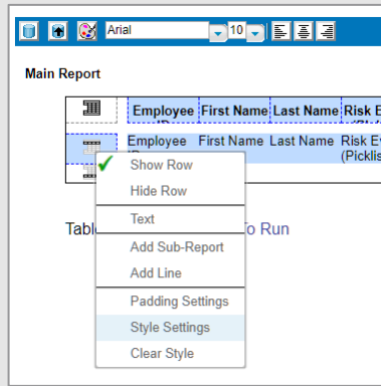 Arial 10
Main Report
Employee First Name Last Name Risk E
Employee First Name Last Name Risk Ev
(Picklis
Show Row
Hide Row
Text
Tabl o Run
Add Sub-Report
Add Line
Padding Settings
Style Settings
Clear Style